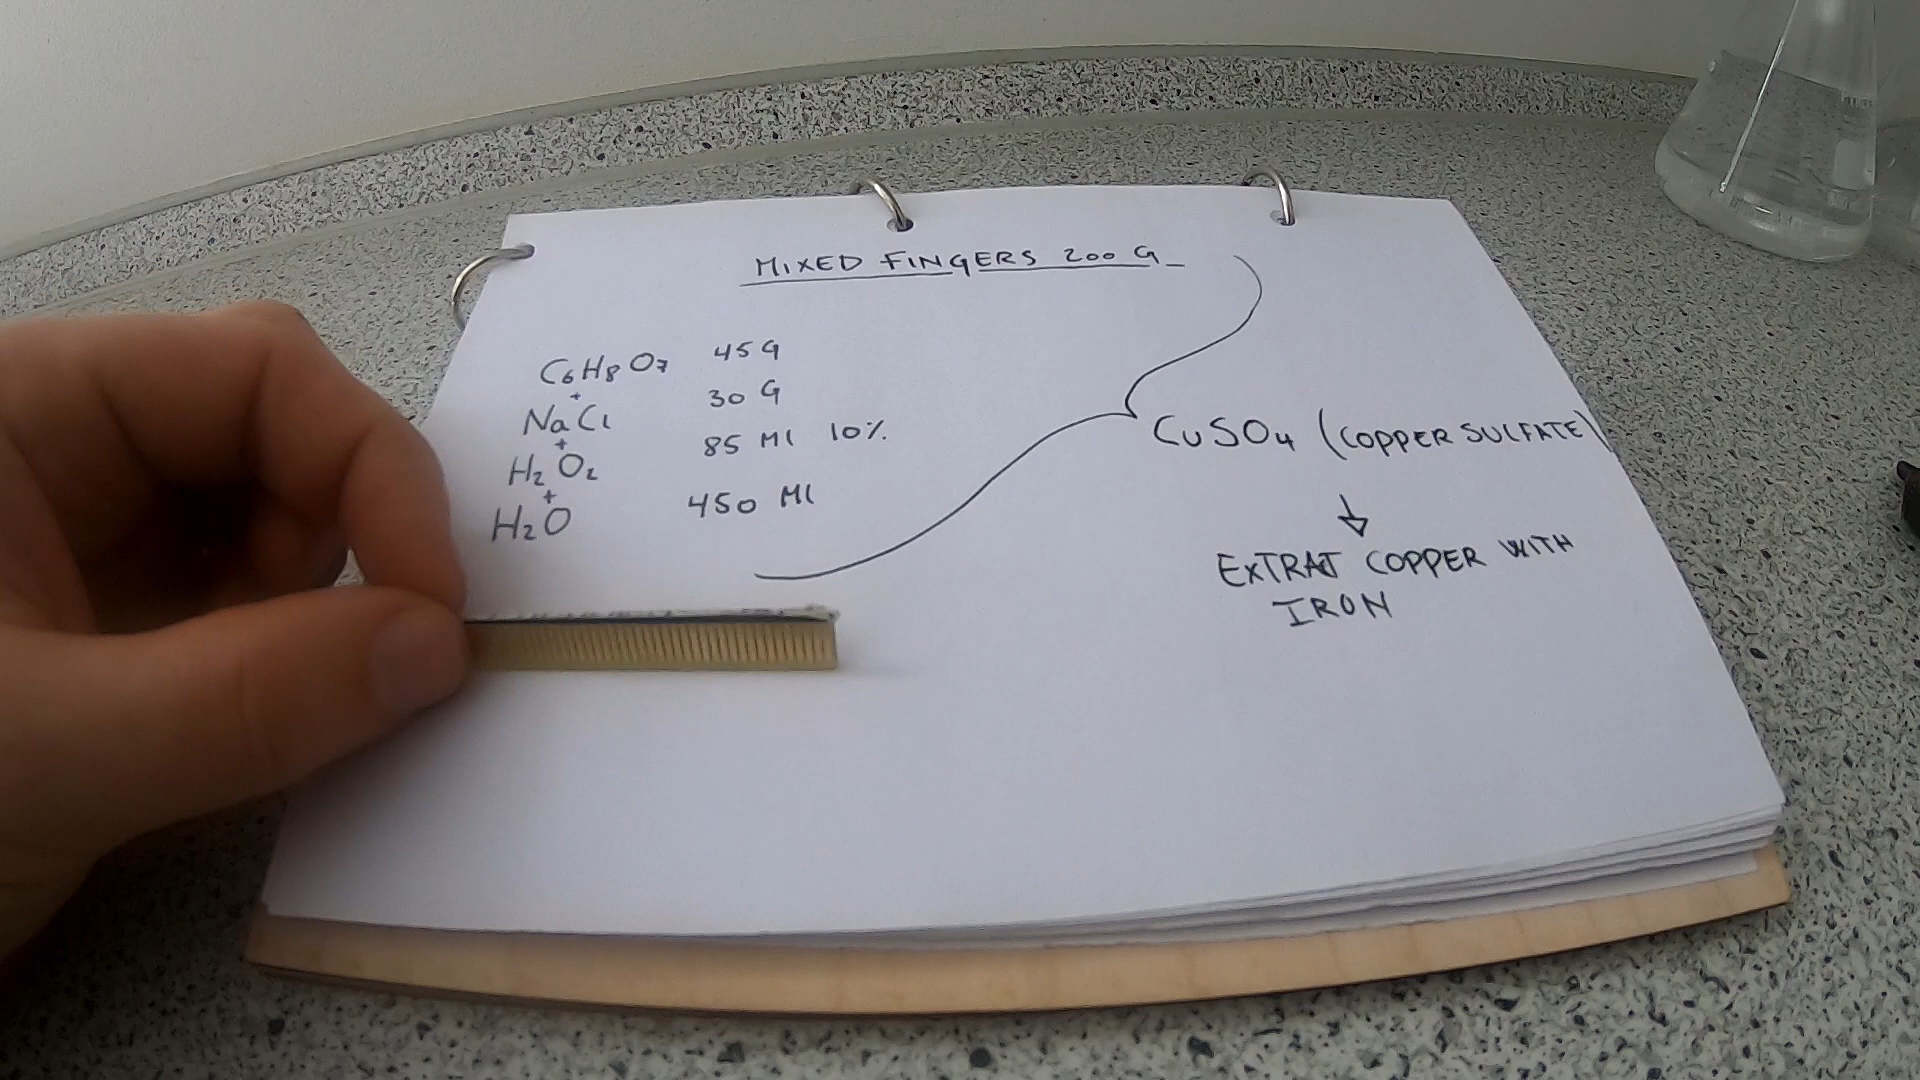 MIXED FINGERS 200 G
C6H8O7 45 G
+
NaCl 30 G
+
H2O2 85 Ml 10%
+
H2O 450 Ml
CuSO4 (COPPER SULFATE)
↓
EXTRAT COPPER WITH
IRON